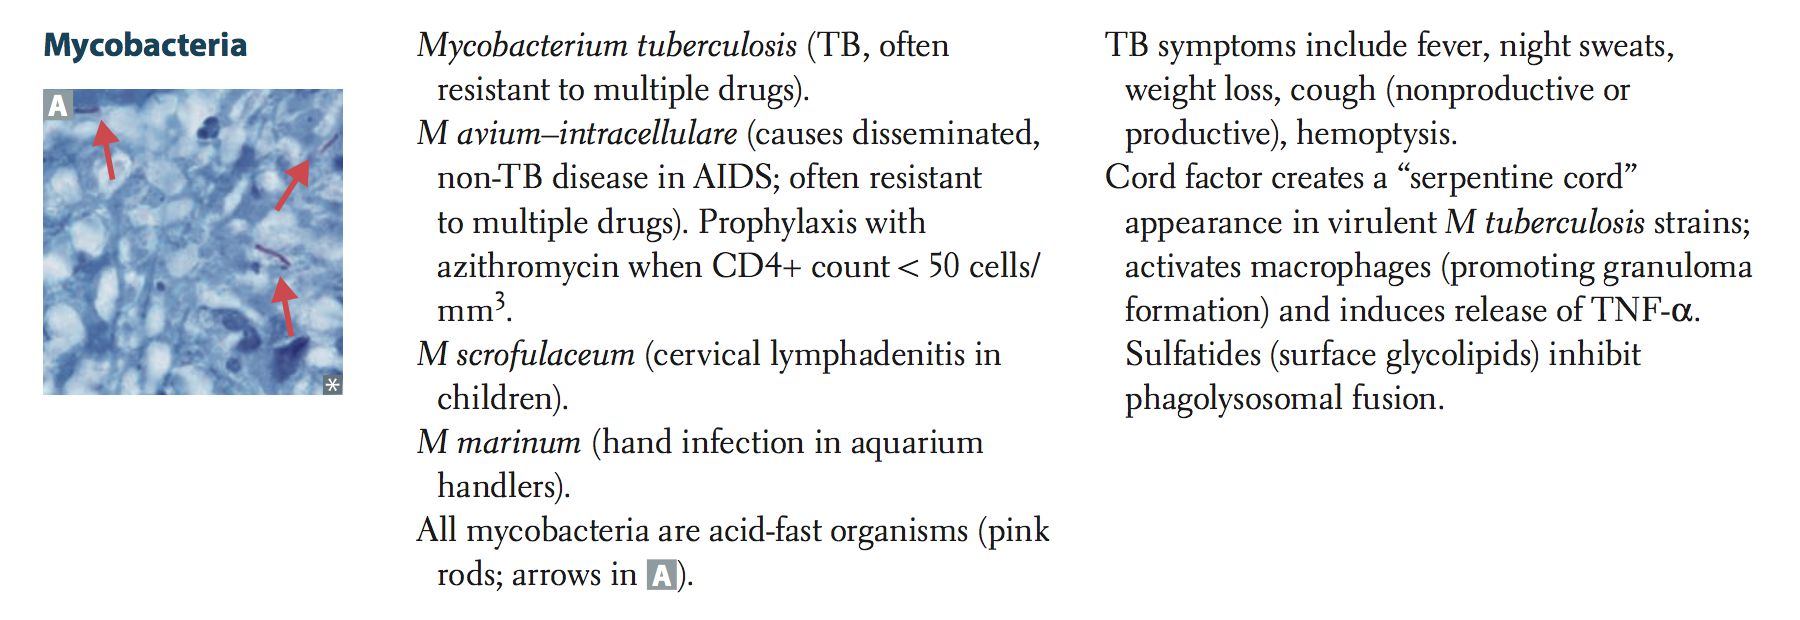 Mycobacteria
A
*
Mycobacterium tuberculosis (TB, often
resistant to multiple drugs).
M avium–intracellulare (causes disseminated,
non-TB disease in AIDS; often resistant
to multiple drugs). Prophylaxis with
azithromycin when CD4+ count < 50 cells/
mm³.
M scrofulaceum (cervical lymphadenitis in
children).
M marinum (hand infection in aquarium
handlers).
All mycobacteria are acid-fast organisms (pink
rods; arrows in A).
TB symptoms include fever, night sweats,
weight loss, cough (nonproductive or
productive), hemoptysis.
Cord factor creates a “serpentine cord”
appearance in virulent M tuberculosis strains;
activates macrophages (promoting granuloma
formation) and induces release of TNF-α.
Sulfatides (surface glycolipids) inhibit
phagolysosomal fusion.